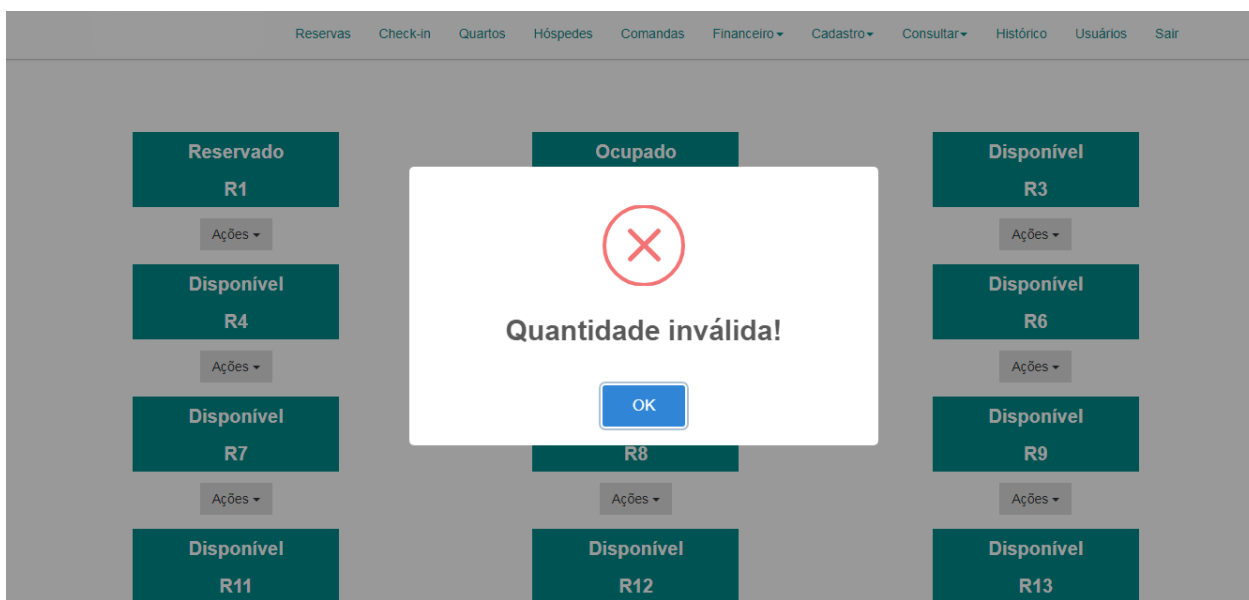 Reservas Check-in Quartos Hóspedes Comandas Financeiro Cadastro Consultar Histórico Usuários Sair
Reservado Ocupado Disponível
R1 R3
Ações Ações
Disponível Disponível
R4 R6
Quantidade inválida!
Ações Ações
OK
Disponível Disponível
R7 R8 R9
Ações Ações Ações
Disponível Disponível Disponível
R11 R12 R13